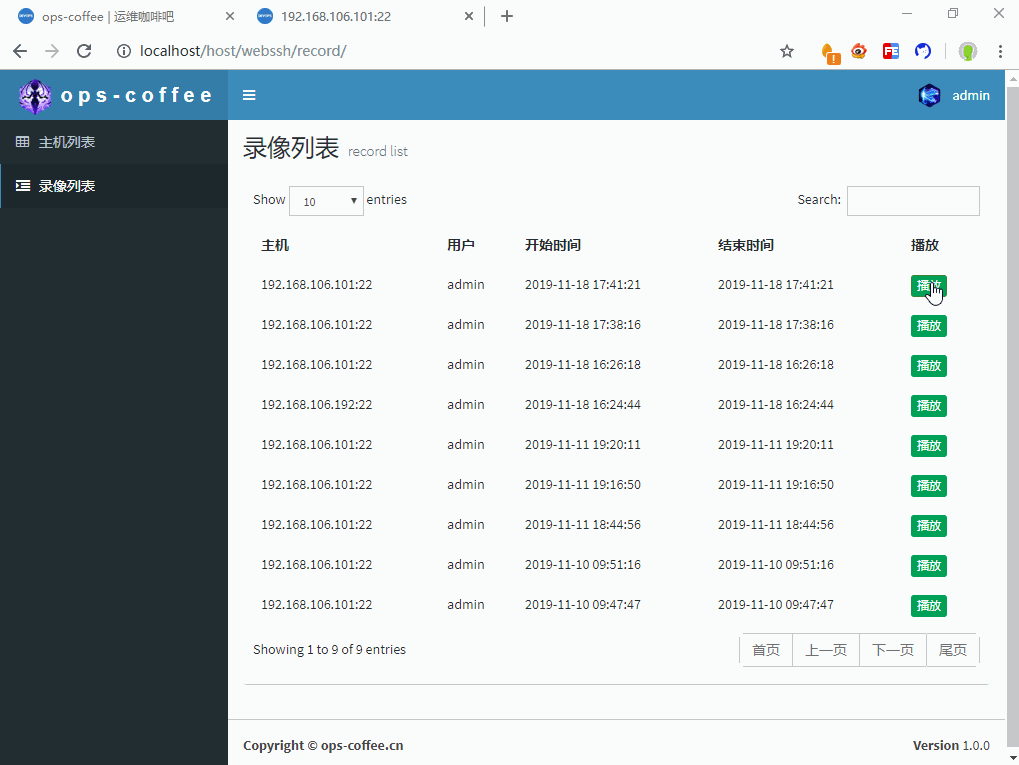 ops-coffee | 运维咖啡吧
192.168.106.101:22
localhost/host/webssh/record/
ops-coffee
admin
主机列表
录像列表
录像列表 record list
Show 10 entries
Search:
主机 用户 开始时间 结束时间 播放
192.168.106.101:22 admin 2019-11-18 17:41:21 2019-11-18 17:41:21 播放
192.168.106.101:22 admin 2019-11-18 17:38:16 2019-11-18 17:38:16 播放
192.168.106.101:22 admin 2019-11-18 16:26:18 2019-11-18 16:26:18 播放
192.168.106.192:22 admin 2019-11-18 16:24:44 2019-11-18 16:24:44 播放
192.168.106.101:22 admin 2019-11-11 19:20:11 2019-11-11 19:20:11 播放
192.168.106.101:22 admin 2019-11-11 19:16:50 2019-11-11 19:16:50 播放
192.168.106.101:22 admin 2019-11-11 18:44:56 2019-11-11 18:44:56 播放
192.168.106.101:22 admin 2019-11-10 09:51:16 2019-11-10 09:51:16 播放
192.168.106.101:22 admin 2019-11-10 09:47:47 2019-11-10 09:47:47 播放
Showing 1 to 9 of 9 entries
首页 上一页 下一页 尾页
Copyright © ops-coffee.cn
Version 1.0.0